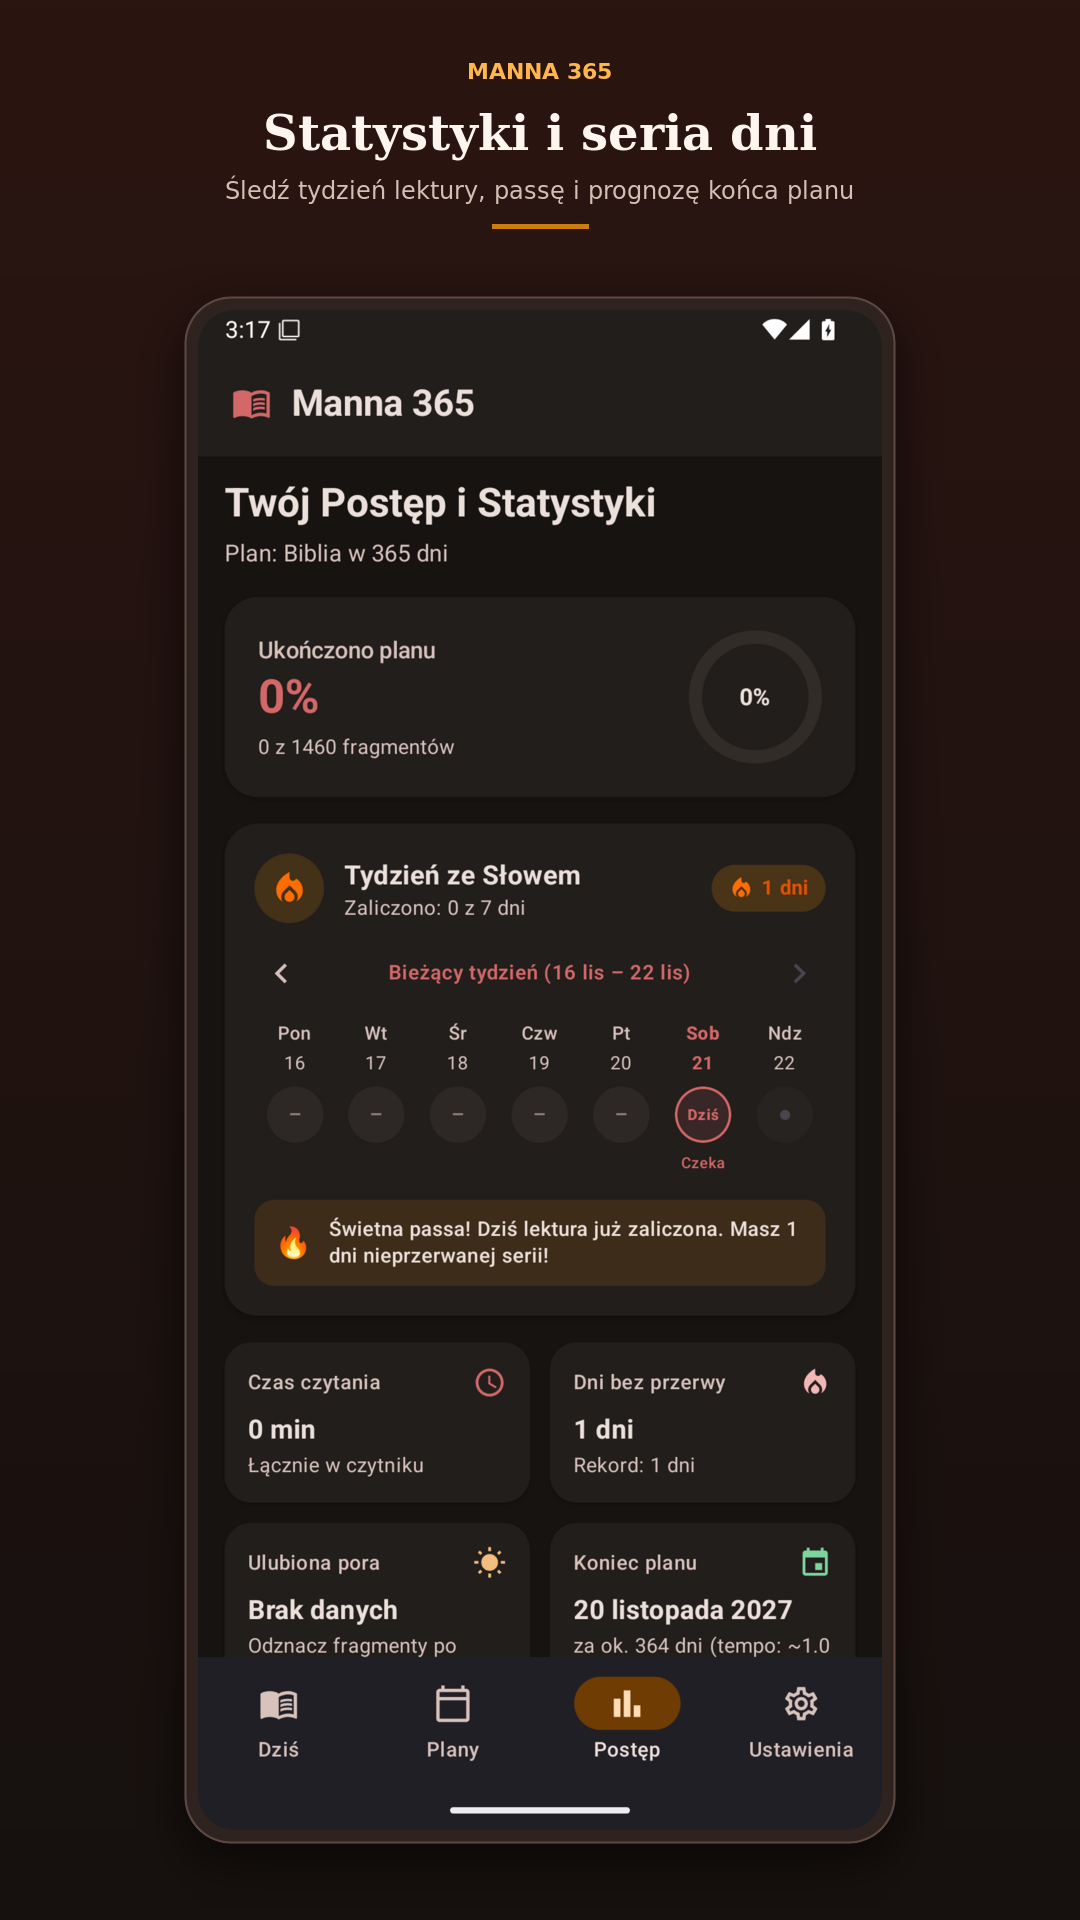 MANNA 365
Statystyki i seria dni
Śledź tydzień lektury, passę i prognozę końca planu
3:17
Manna 365
Twój Postęp i Statystyki
Plan: Biblia w 365 dni
Ukończono planu
0%
0 z 1460 fragmentów
0%
Tydzień ze Słowem
Zaliczono: 0 z 7 dni
1 dni
Bieżący tydzień (16 lis – 22 lis)
Pon Wt Śr Czw Pt Sob Ndz
16 17 18 19 20 21 22
– – – – – Dziś •
Czeka
Świetna passa! Dziś lektura już zaliczona. Masz 1
dni nieprzerwanej serii!
Czas czytania
0 min
Łącznie w czytniku
Dni bez przerwy
1 dni
Rekord: 1 dni
Ulubiona pora
Brak danych
Odznacz fragmenty po
Koniec planu
20 listopada 2027
za ok. 364 dni (tempo: ~1.0
Dziś Plany Postęp Ustawienia